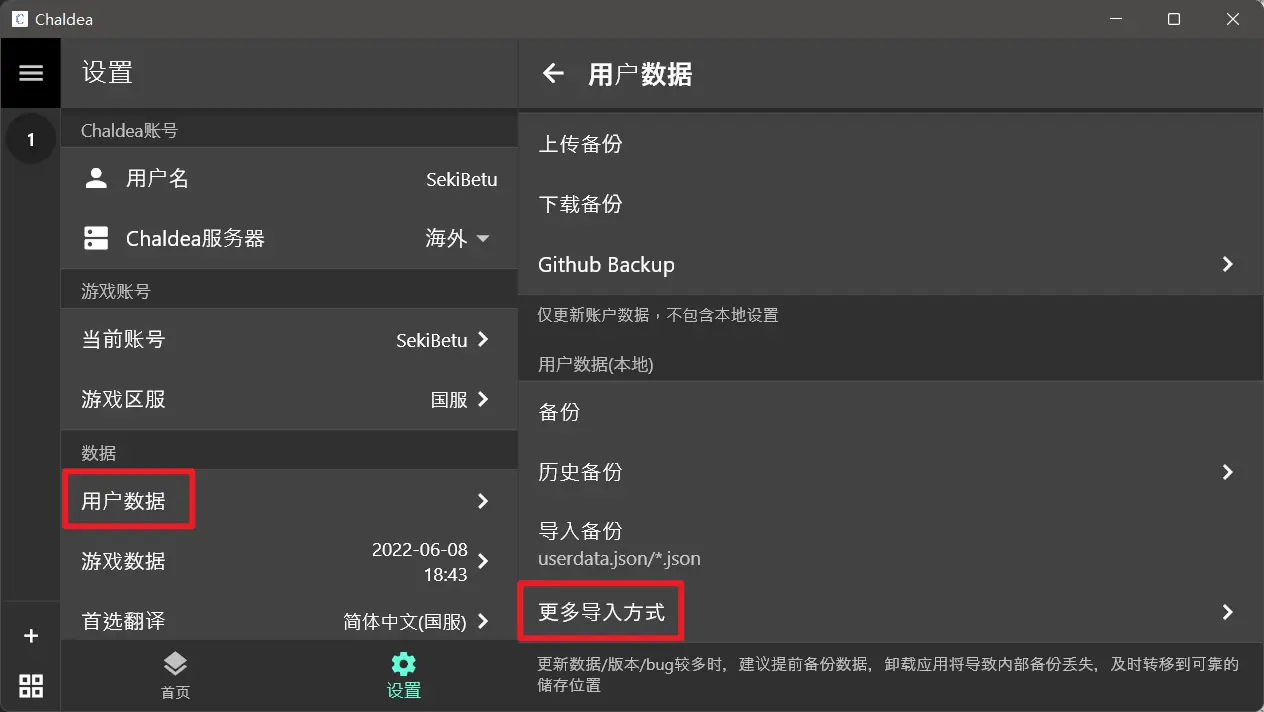 Chaldea
设置
Chaldea账号
1
用户名
SekiBetu
Chaldea服务器
海外
游戏账号
当前账号
SekiBetu
游戏区服
国服
数据
用户数据
游戏数据
2022-06-08
18:43
首选翻译
简体中文(国服)
首页
设置
用户数据
上传备份
下载备份
Github Backup
仅更新账户数据，不包含本地设置
用户数据(本地)
备份
历史备份
导入备份
userdata.json/*.json
更多导入方式
更新数据/版本/bug较多时，建议提前备份数据，卸载应用将导致内部备份丢失，及时转移到可靠的
储存位置